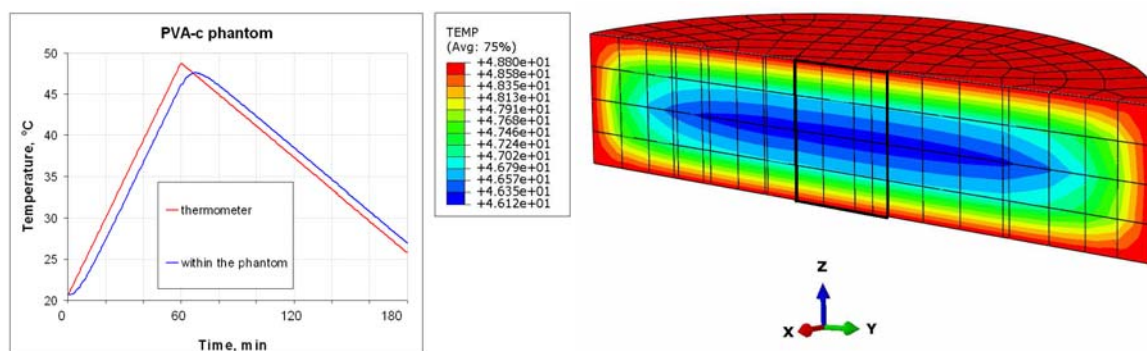 PVA-c phantom
50
45
40
35
30
25
20
Temperature, °C
thermometer
within the phantom
0
60
120
180
Time, min
TEMP
(Avg: 75%)
+4.880e+01
+4.858e+01
+4.835e+01
+4.813e+01
+4.791e+01
+4.768e+01
+4.746e+01
+4.724e+01
+4.702e+01
+4.679e+01
+4.657e+01
+4.635e+01
+4.612e+01
Z
X
Y